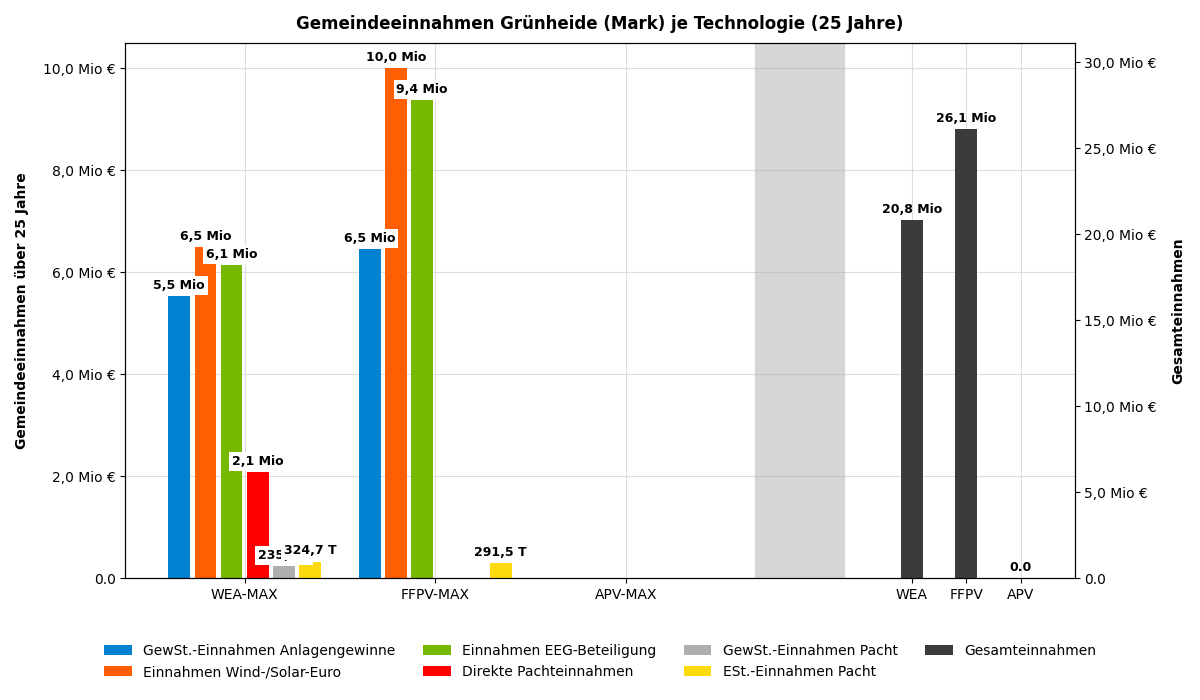 Gemeindeeinnahmen Grünheide (Mark) je Technologie (25 Jahre)
Gemeindeeinnahmen über 25 Jahre
10,0 Mio €
8,0 Mio €
6,0 Mio €
4,0 Mio €
2,0 Mio €
0.0
5,5 Mio
6,5 Mio
6,1 Mio
2,1 Mio
324,7 T
6,5 Mio
10,0 Mio
9,4 Mio
291,5 T
20,8 Mio
26,1 Mio
0.0
30,0 Mio €
25,0 Mio €
20,0 Mio €
15,0 Mio €
10,0 Mio €
5,0 Mio €
0.0
Gesamteinnahmen
WEA-MAX
FFPV-MAX
APV-MAX
WEA
FFPV
APV
GewSt.-Einnahmen Anlagengewinne
Einnahmen Wind-/Solar-Euro
Einnahmen EEG-Beteiligung
Direkte Pachteinnahmen
GewSt.-Einnahmen Pacht
ESt.-Einnahmen Pacht
Gesamteinnahmen